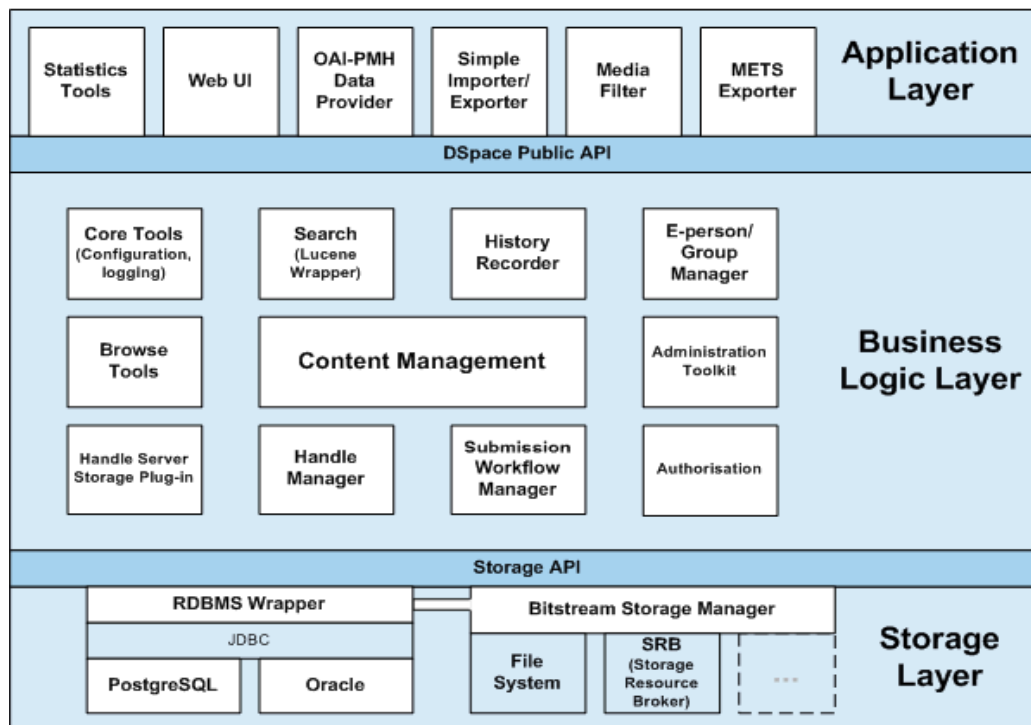 Statistics
Tools
Web UI
OAI-PMH
Data
Provider
Simple
Importer/
Exporter
Media
Filter
METS
Exporter
Application
Layer
DSpace Public API
Core Tools
(Configuration,
logging)
Search
(Lucene
Wrapper)
History
Recorder
E-person/
Group
Manager
Browse
Tools
Content Management
Administration
Toolkit
Business
Logic Layer
Handle Server
Storage Plug-in
Handle
Manager
Submission
Workflow
Manager
Authorisation
Storage API
RDBMS Wrapper
JDBC
PostgreSQL
Oracle
Bitstream Storage Manager
File
System
SRB
(Storage
Resource
Broker)
...
Storage
Layer